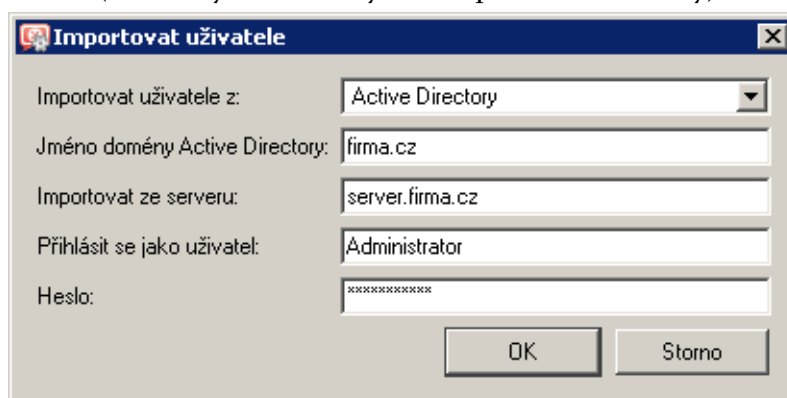 Importovat uživatele
Importovat uživatele z: Active Directory
Jméno domény Active Directory: firma.cz
Importovat ze serveru: server.firma.cz
Přihlásit se jako uživatel: Administrator
Heslo: ***********
OK Storno